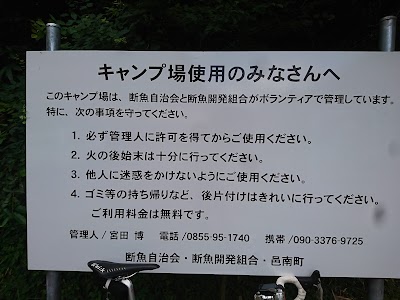 キャンプ場使用のみなさんへ
このキャンプ場は、断魚自治会と断魚開発組合がボランティアで管理しています。
特に、次の事項を守ってください。
1. 必ず管理人に許可を得てからご使用ください。
2. 火の後始末は十分に行ってください。
3. 他人に迷惑をかけないようにご使用ください。
4. ゴミ等の持ち帰りなど、後片付けはきれいに行ってください。
ご利用料金は無料です。
管理人/宮田 博 電話/0855-95-1740 携帯/090-3376-9725
断魚自治会・断魚開発組合・邑南町